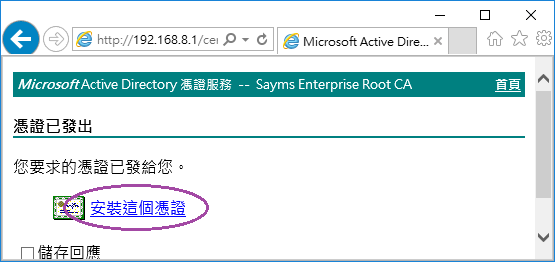 http://192.168.8.1/cer
Microsoft Active Dire...
Microsoft Active Directory 憑證服務 -- Sayms Enterprise Root CA 首頁
憑證已發出
您要求的憑證已發給您。
安裝這個憑證
儲存回應